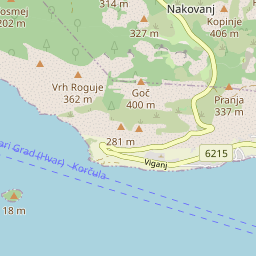 osmej
202 m
314 m
Nakovanj
Kopinje
406 m
327 m
Vrh Roguje
362 m
Goč
400 m
Pranja
337 m
281 m
6215
Viganj
ari Grad (Hvar) - Korčula
18 m